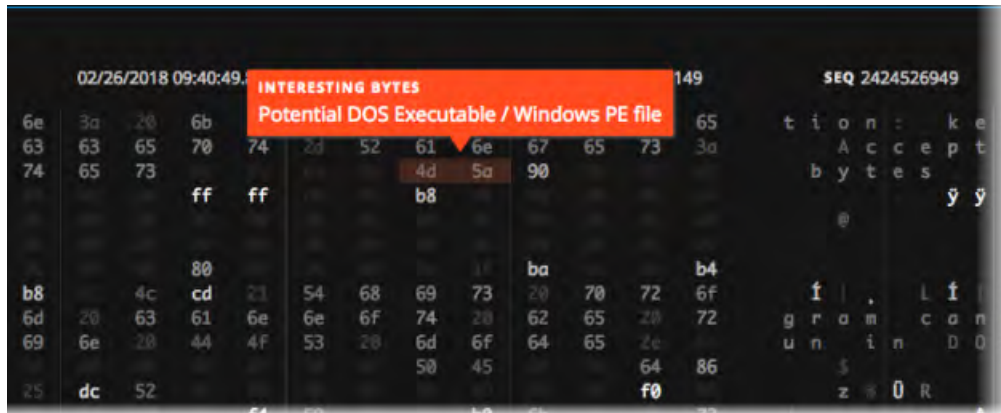 02/26/2018 09:40:49. 149 SEQ 2424526949
INTERESTING BYTES
Potential DOS Executable / Windows PE file
6e 3a 20 6b 65 t i o n : k e
63 63 65 70 74 2d 52 61 6e 67 65 73 3a A c c e p t
74 65 73 4d 5a 90 b y t e s
ff ff b8 ÿ ÿ
@
80 ba b4
b8 4c cd 21 54 68 69 73 20 70 72 6f Í . L Í
6d 20 63 61 6e 6e 6f 74 20 62 65 20 72 g r a m c a n
69 6e 20 44 4f 53 20 6d 6f 64 65 2e u n i n D O
50 45 64 86 $
25 dc 52 f0 z Ü R